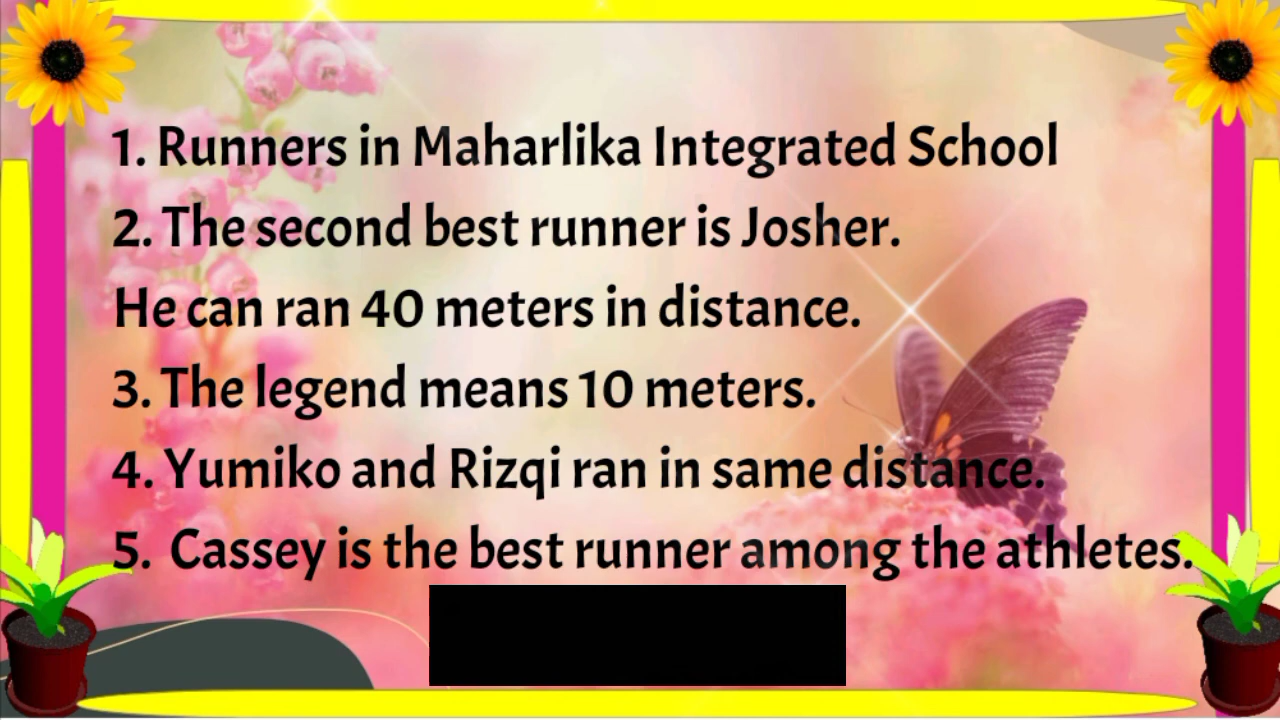 1. Runners in Maharlika Integrated School
2. The second best runner is Josher.
He can ran 40 meters in distance.
3. The legend means 10 meters.
4. Yumiko and Rizqi ran in same distance.
5. Cassey is the best runner among the athletes.